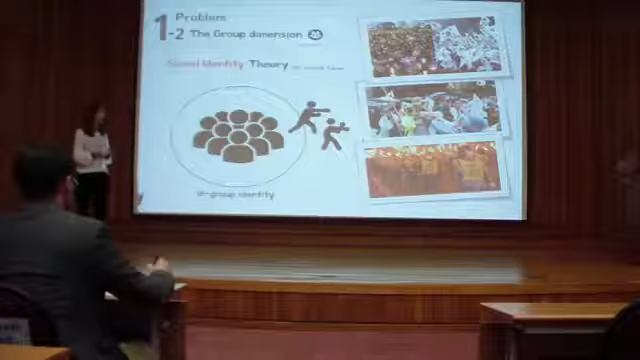 1 Problem
-2 The Group dimension
Social Identity Theory
In-group identity